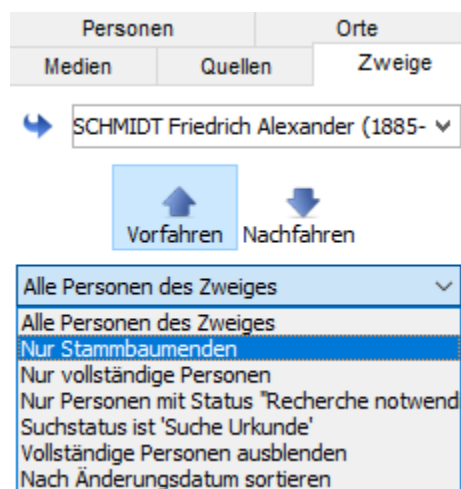 Personen Orte
Medien Quellen Zweige
SCHMIDT Friedrich Alexander (1885-
Vorfahren Nachfahren
Alle Personen des Zweiges
Alle Personen des Zweiges
Nur Stammbaumenden
Nur vollständige Personen
Nur Personen mit Status "Recherche notwend
Suchstatus ist 'Suche Urkunde'
Vollständige Personen ausblenden
Nach Änderungsdatum sortieren